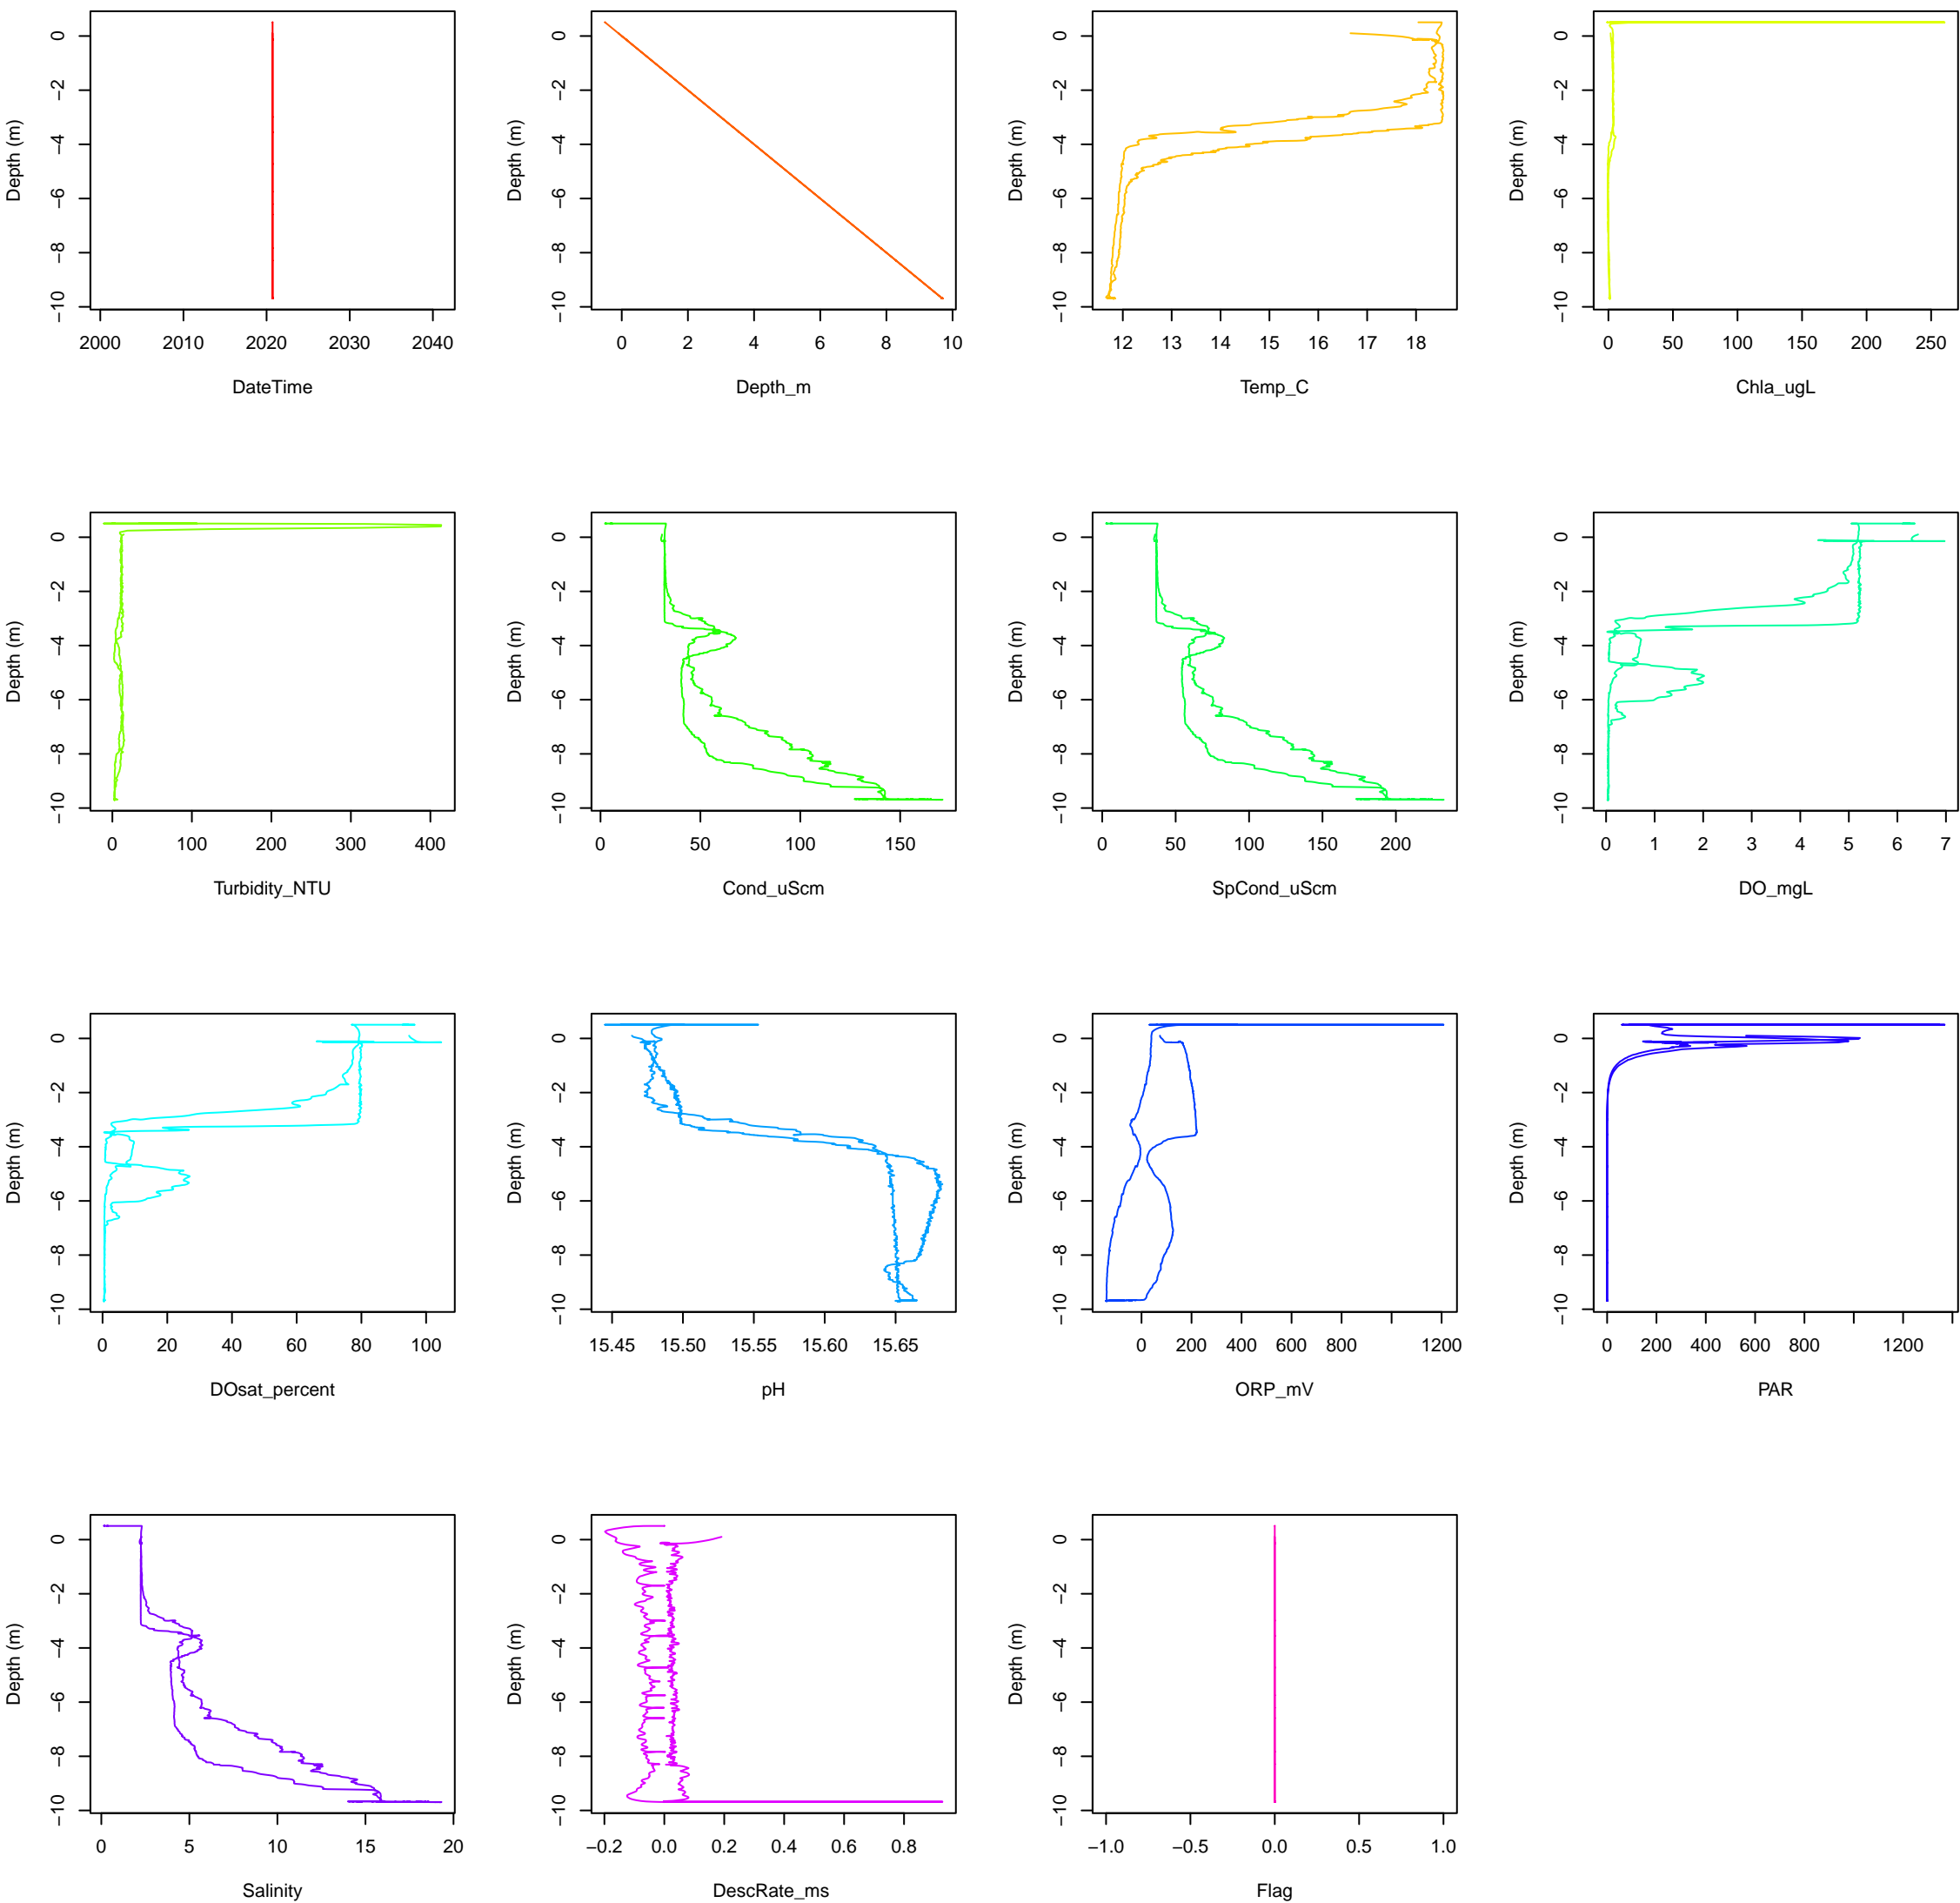 Depth (m)
0
−2
−4
−6
−8
−10
2000 2010 2020 2030 2040
DateTime
Depth (m)
0
−2
−4
−6
−8
−10
0 2 4 6 8 10
Depth_m
Depth (m)
0
−2
−4
−6
−8
−10
12 13 14 15 16 17 18
Temp_C
Depth (m)
0
−2
−4
−6
−8
−10
0 50 100 150 200 250
Chla_ugL
Depth (m)
0
−2
−4
−6
−8
−10
0 100 200 300 400
Turbidity_NTU
Depth (m)
0
−2
−4
−6
−8
−10
0 50 100 150
Cond_uScm
Depth (m)
0
−2
−4
−6
−8
−10
0 50 100 150 200
SpCond_uScm
Depth (m)
0
−2
−4
−6
−8
−10
0 1 2 3 4 5 6 7
DO_mgL
Depth (m)
0
−2
−4
−6
−8
−10
0 20 40 60 80 100
DOsat_percent
Depth (m)
0
−2
−4
−6
−8
−10
15.45 15.50 15.55 15.60 15.65
pH
Depth (m)
0
−2
−4
−6
−8
−10
0 200 400 600 800 1200
ORP_mV
Depth (m)
0
−2
−4
−6
−8
−10
0 200 400 600 800 1200
PAR
Depth (m)
0
−2
−4
−6
−8
−10
0 5 10 15 20
Salinity
Depth (m)
0
−2
−4
−6
−8
−10
−0.2 0.0 0.2 0.4 0.6 0.8
DescRate_ms
Depth (m)
0
−2
−4
−6
−8
−10
−1.0 −0.5 0.0 0.5 1.0
Flag